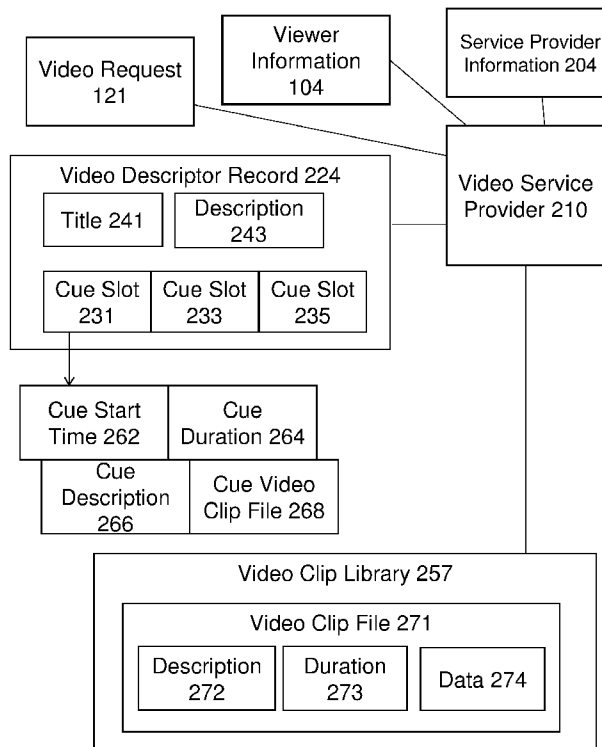 Video Request
121
Viewer
Information
104
Service Provider
Information 204
Video Service
Provider 210
Video Descriptor Record 224
Title 241
Description
243
Cue Slot
231
Cue Slot
233
Cue Slot
235
Cue Start
Time 262
Cue
Duration 264
Cue
Description
266
Cue Video
Clip File 268
Video Clip Library 257
Video Clip File 271
Description
272
Duration
273
Data 274